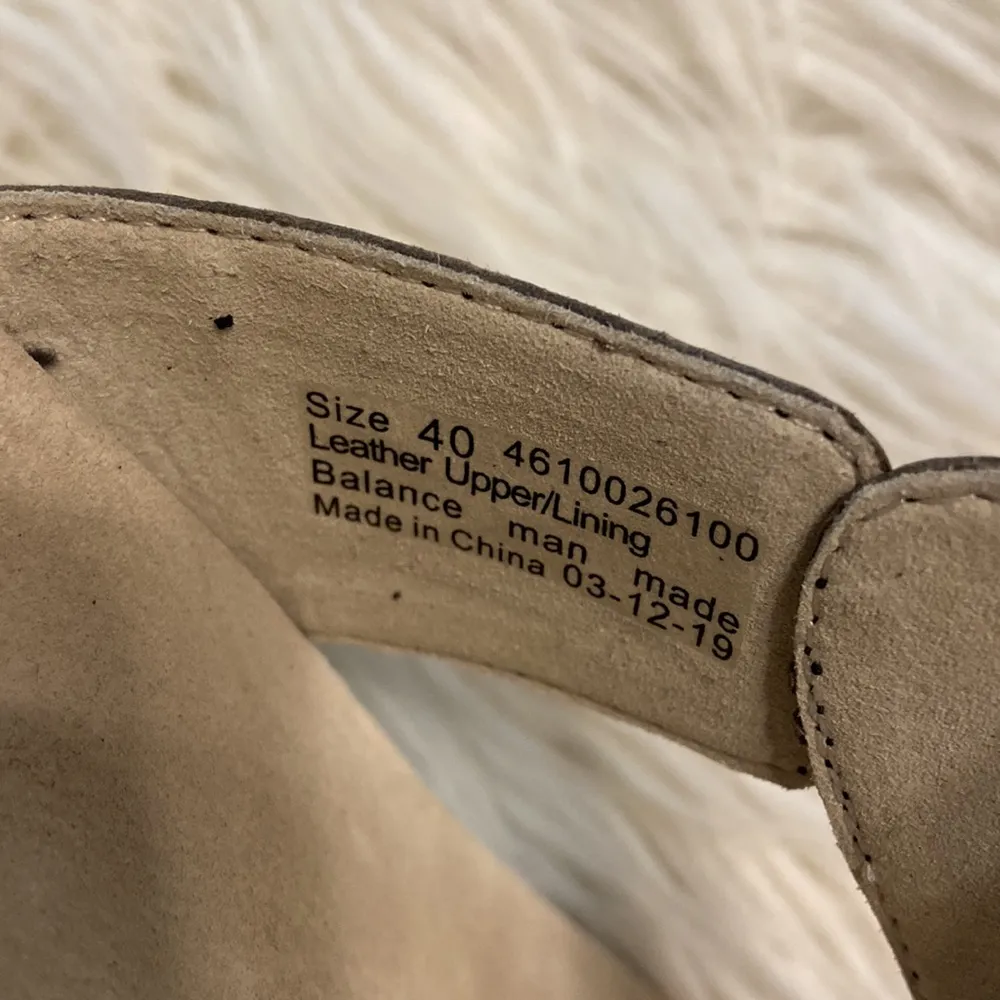 Size 40 4610026100
Leather Upper/Lining
Balance man made
Made in China 03-12-19